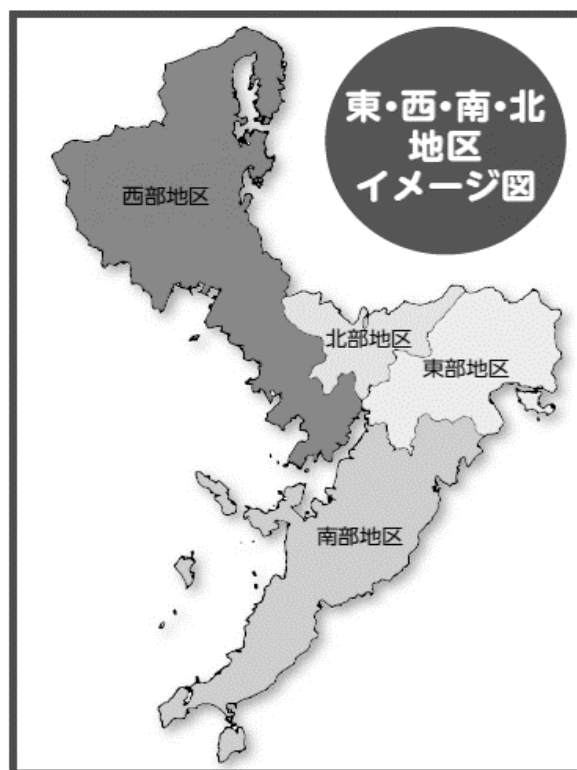 東・西・南・北
地区
イメージ図
西部地区
北部地区
東部地区
南部地区